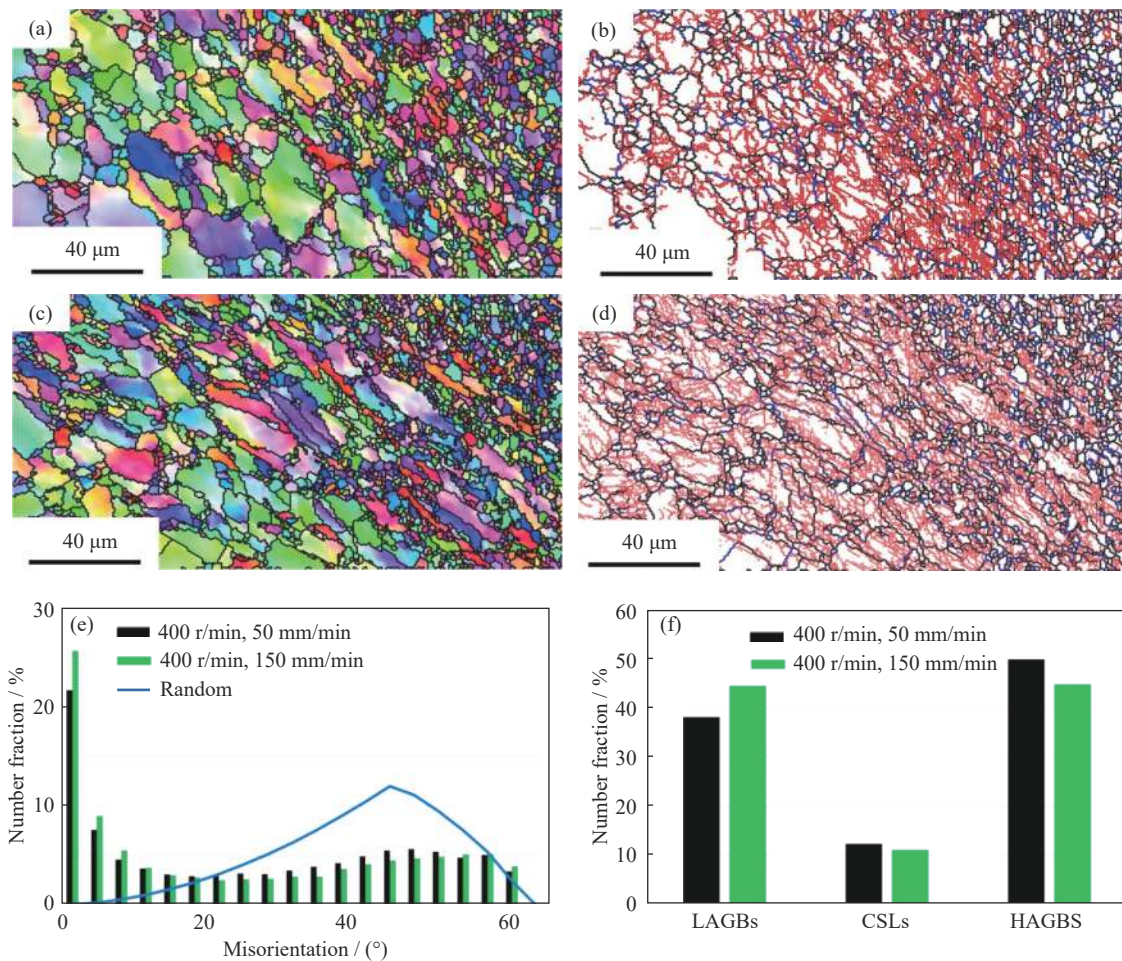 (a)
(b)
40 μm
40 μm
(c)
(d)
40 μm
40 μm
(e)
30
20
10
0
Number fraction / %
400 r/min, 50 mm/min
400 r/min, 150 mm/min
Random
0
20
40
60
Misorientation / (°)
(f)
60
50
40
30
20
10
0
Number fraction / %
400 r/min, 50 mm/min
400 r/min, 150 mm/min
LAGBs
CSLs
HAGBS